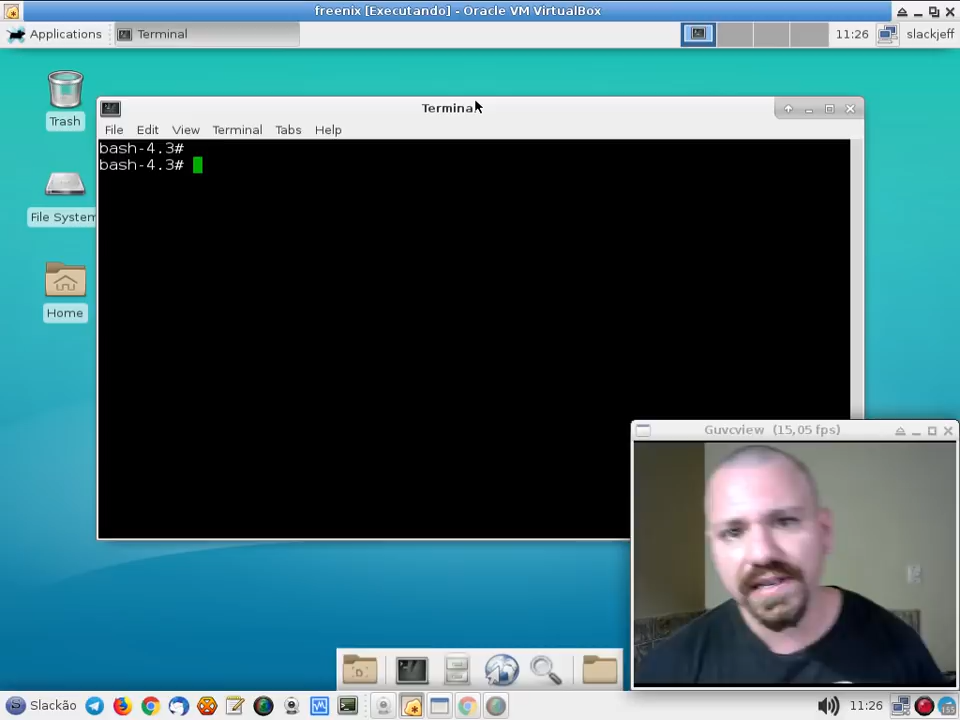 freenix [Executando] - Oracle VM VirtualBox
Applications
Terminal
11:26
slackjeff
Trash
File System
Home
Terminal
File Edit View Terminal Tabs Help
bash-4.3#
bash-4.3#
Guvcview (15,05 fps)
Slackão
11:26
155